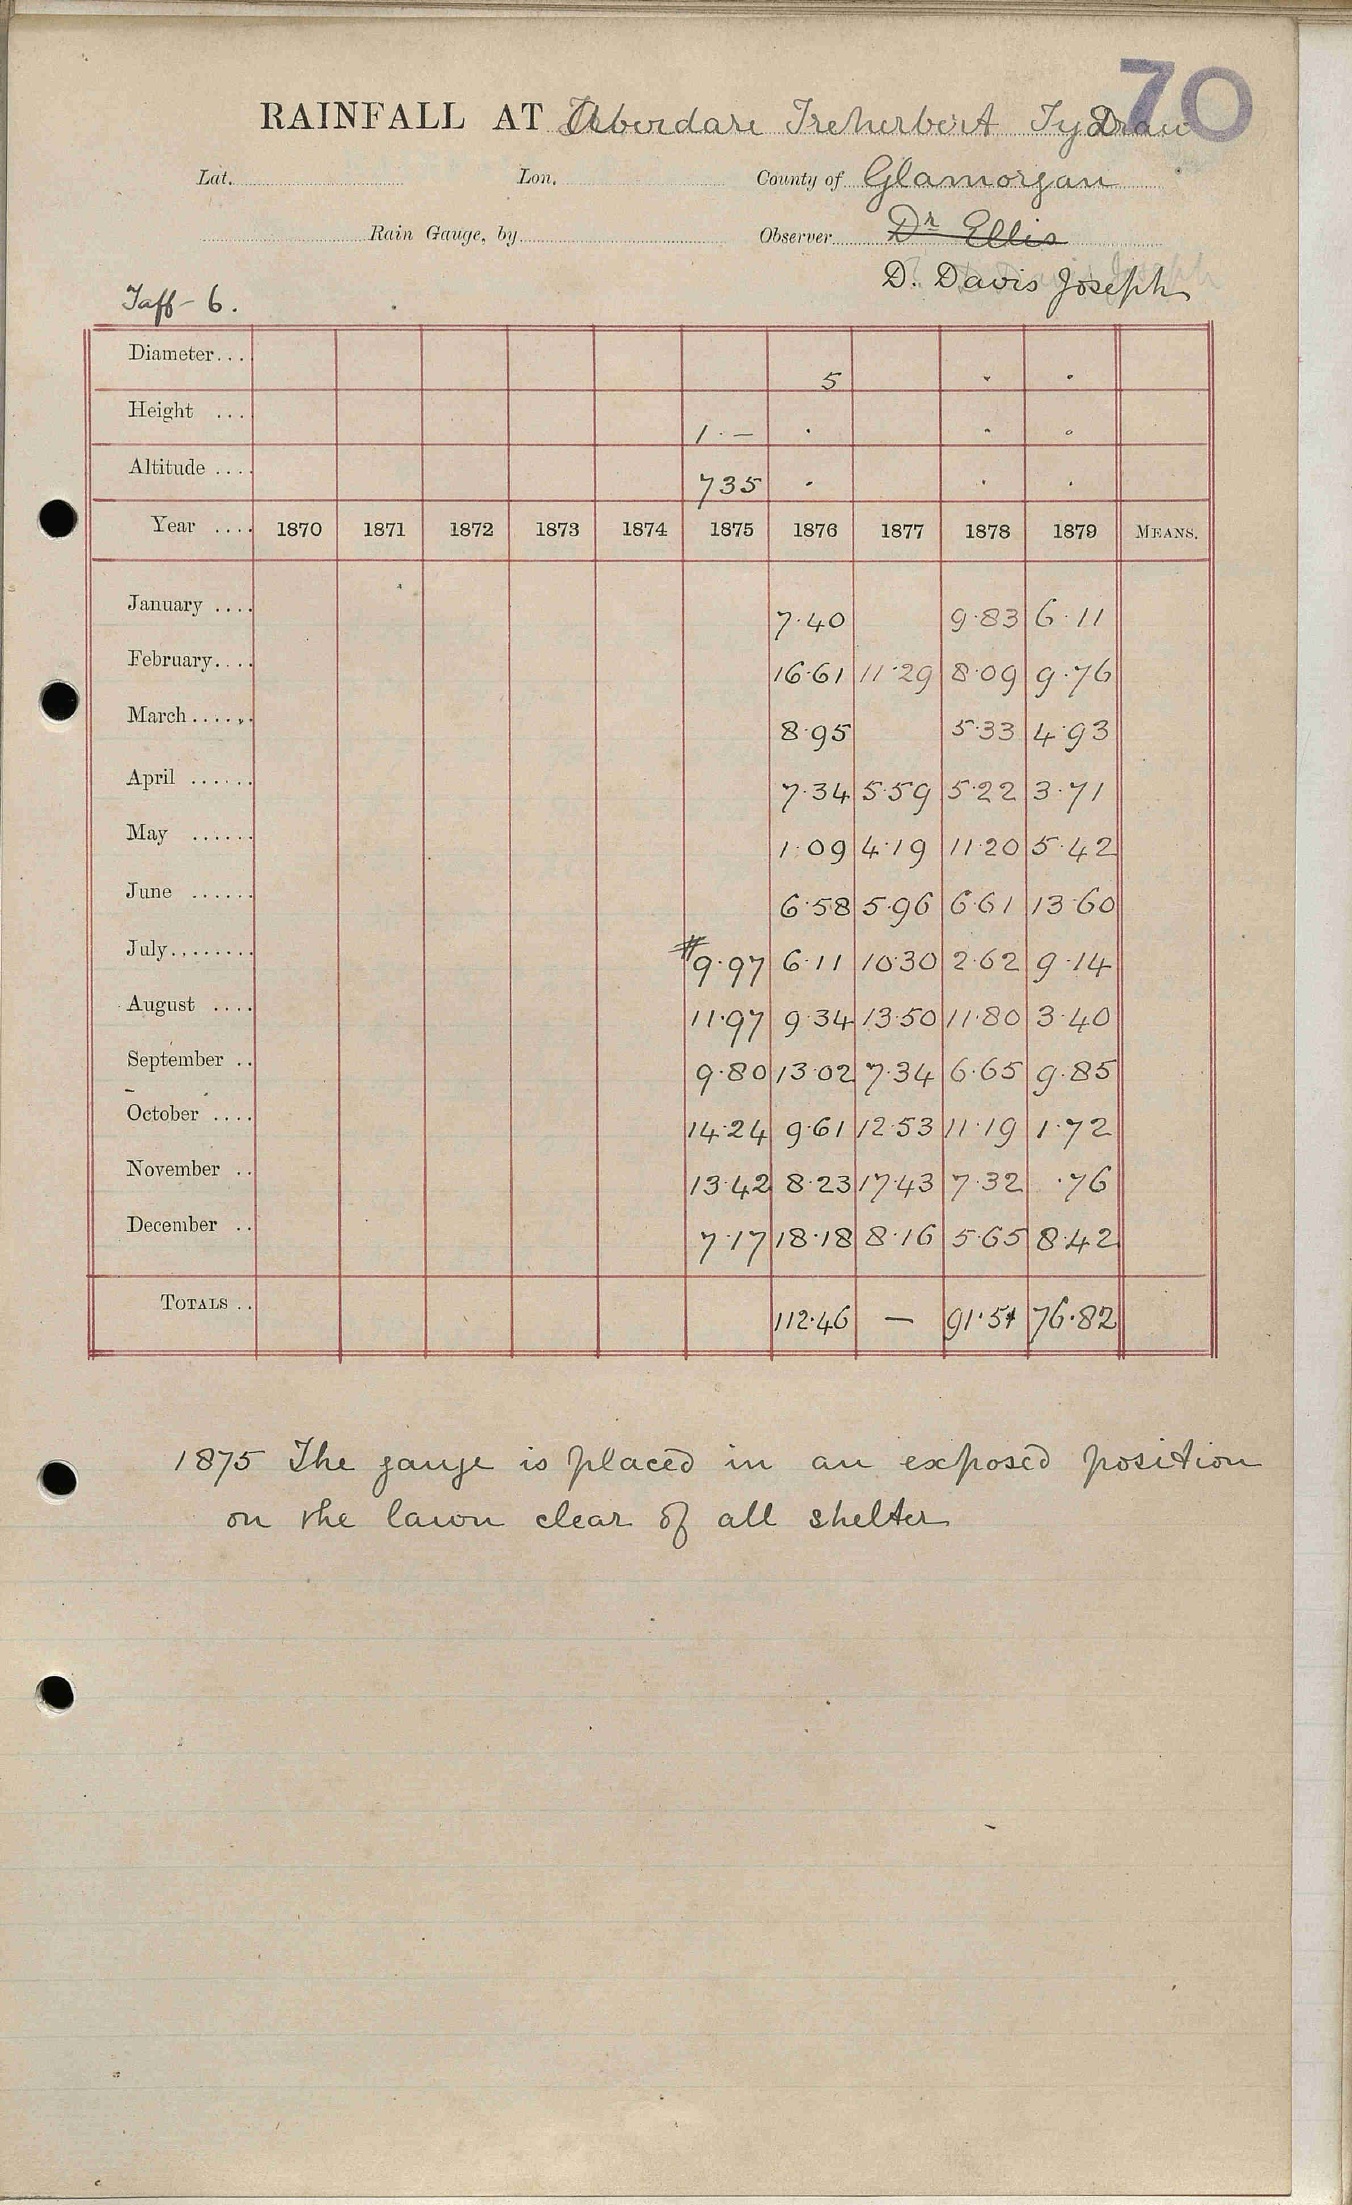 70
RAINFALL AT Aberdare Treherbert Tydraw
Lat. Lon. County of Glamorgan
Rain Gauge, by Observer Dr Ellis
D. Davis Joseph
Taff - 6.
Diameter... 5 " "
Height ... 1 · — " " "
Altitude .... 735 " " "
Year .... 1870 1871 1872 1873 1874 1875 1876 1877 1878 1879 MEANS.
January .... 7·40 9·83 6·11
February.... 16·61 11·29 8·09 9·76
March...... 8·95 5·33 4·93
April ...... 7·34 5·59 5·22 3·71
May ...... 1·09 4·19 11·20 5·42
June ...... 6·58 5·96 6·61 13·60
July........ #9·97 6·11 10·30 2·62 9·14
August .... 11·97 9·34 13·50 11·80 3·40
September .. 9·80 13·02 7·34 6·65 9·85
October .... 14·24 9·61 12·53 11·19 1·72
November .. 13·42 8·23 17·43 7·32 ·76
December .. 7·17 18·18 8·16 5·65 8·42
TOTALS .. 112·46 — 91·51 76·82
1875 The gauge is placed in an exposed position
on the lawn clear of all shelter